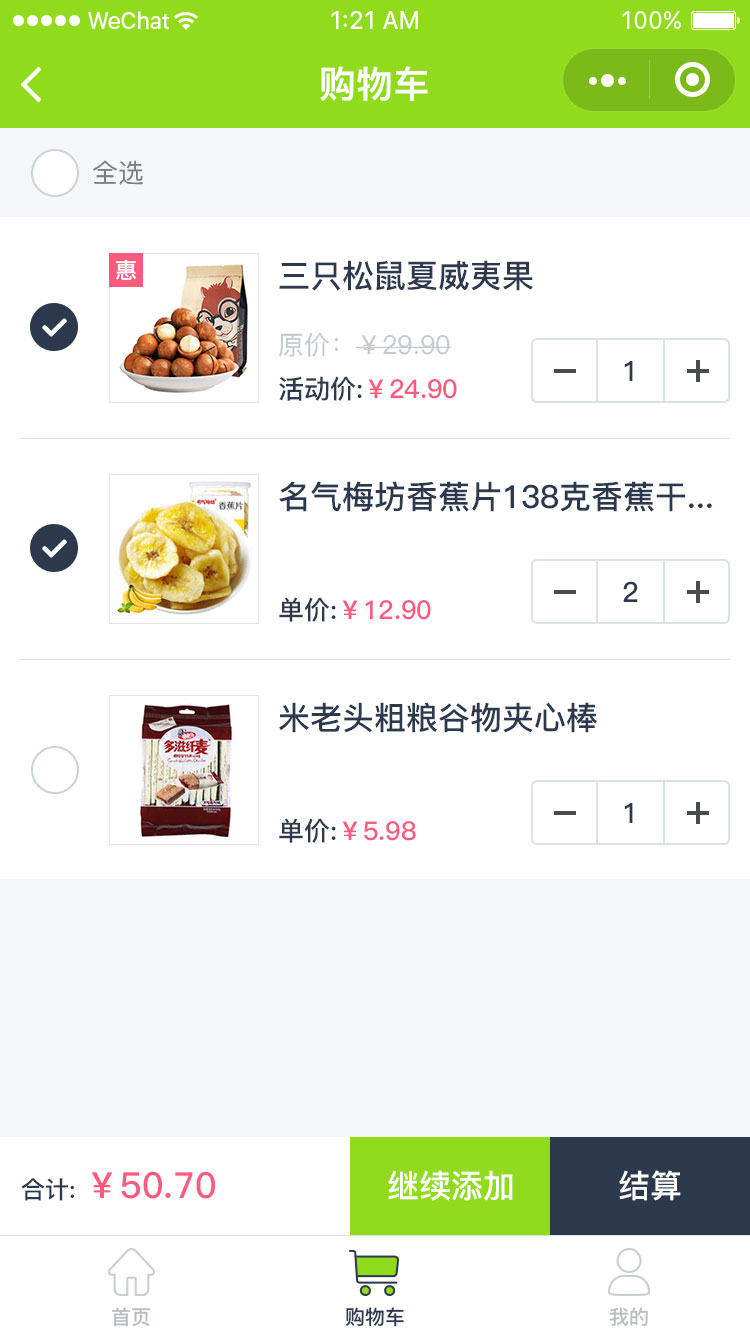 WeChat 1:21 AM 100%
购物车
全选
惠
三只松鼠夏威夷果
原价： ¥ 29.90
活动价: ¥ 24.90
1
香蕉片
名气梅坊香蕉片138克香蕉干...
单价: ¥ 12.90
2
多滋纤麦
米老头粗粮谷物夹心棒
单价: ¥ 5.98
1
合计: ¥ 50.70
继续添加
结算
首页
购物车
我的